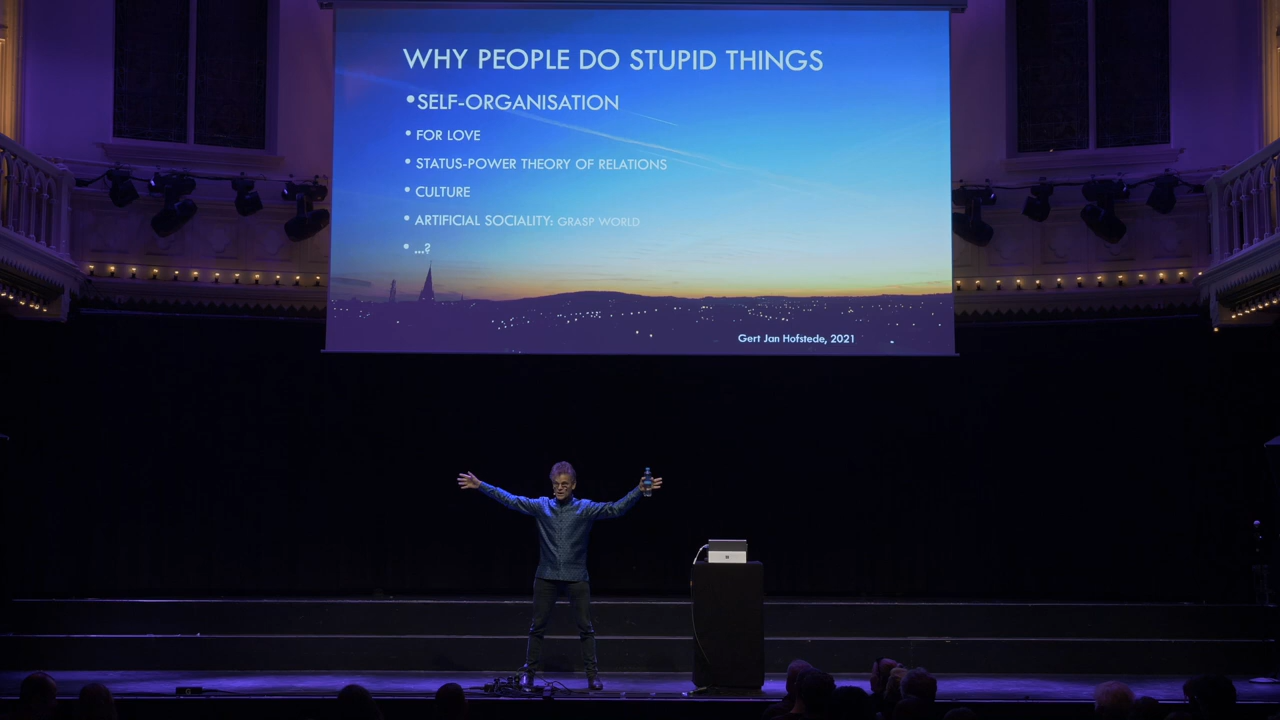 WHY PEOPLE DO STUPID THINGS
•SELF-ORGANISATION
• FOR LOVE
• STATUS-POWER THEORY OF RELATIONS
• CULTURE
• ARTIFICIAL SOCIALITY: GRASP WORLD
• ...?
Gert Jan Hofstede, 2021